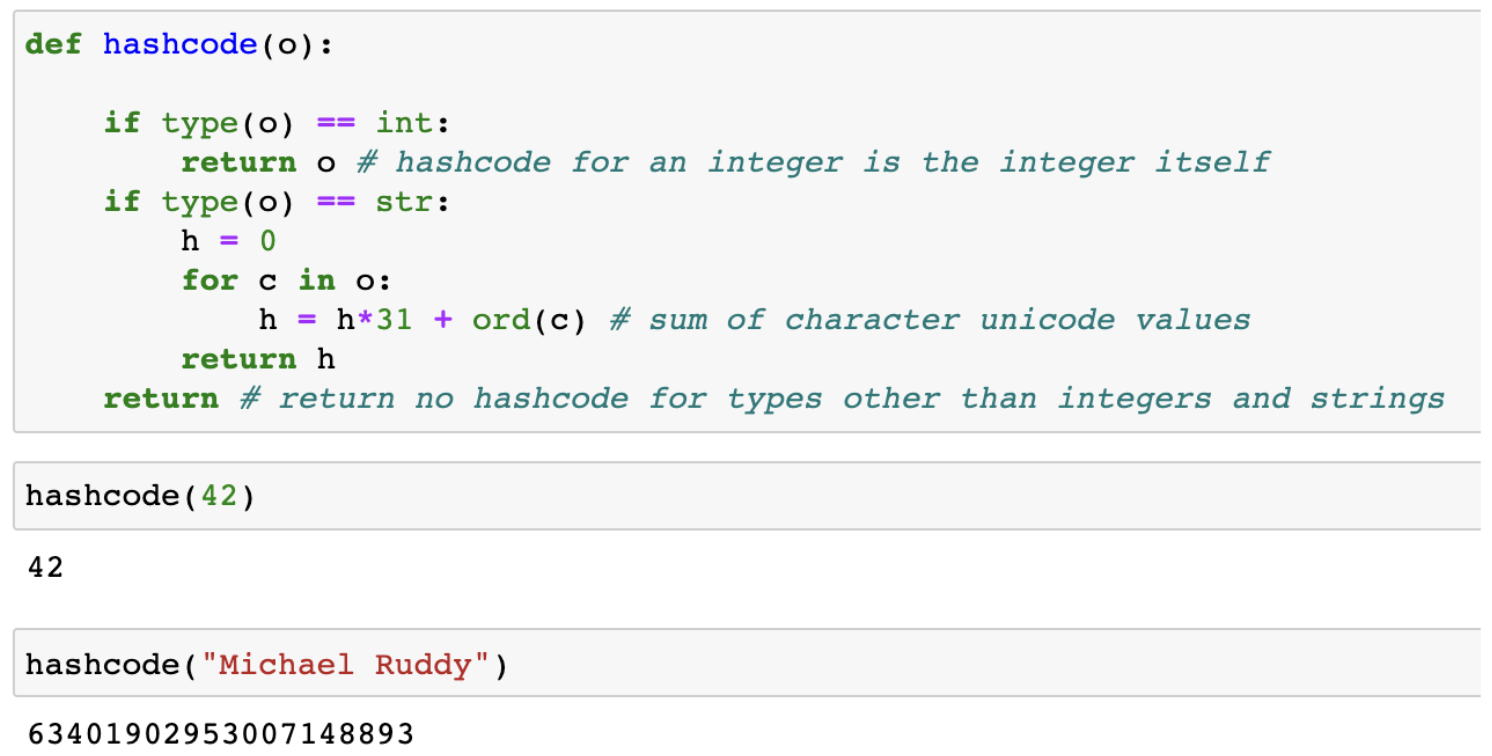 def hashcode(o):
    if type(o) == int:
        return o # hashcode for an integer is the integer itself
    if type(o) == str:
        h = 0
        for c in o:
            h = h*31 + ord(c) # sum of character unicode values
        return h
    return # return no hashcode for types other than integers and strings
hashcode(42)
42
hashcode("Michael Ruddy")
63401902953007148893